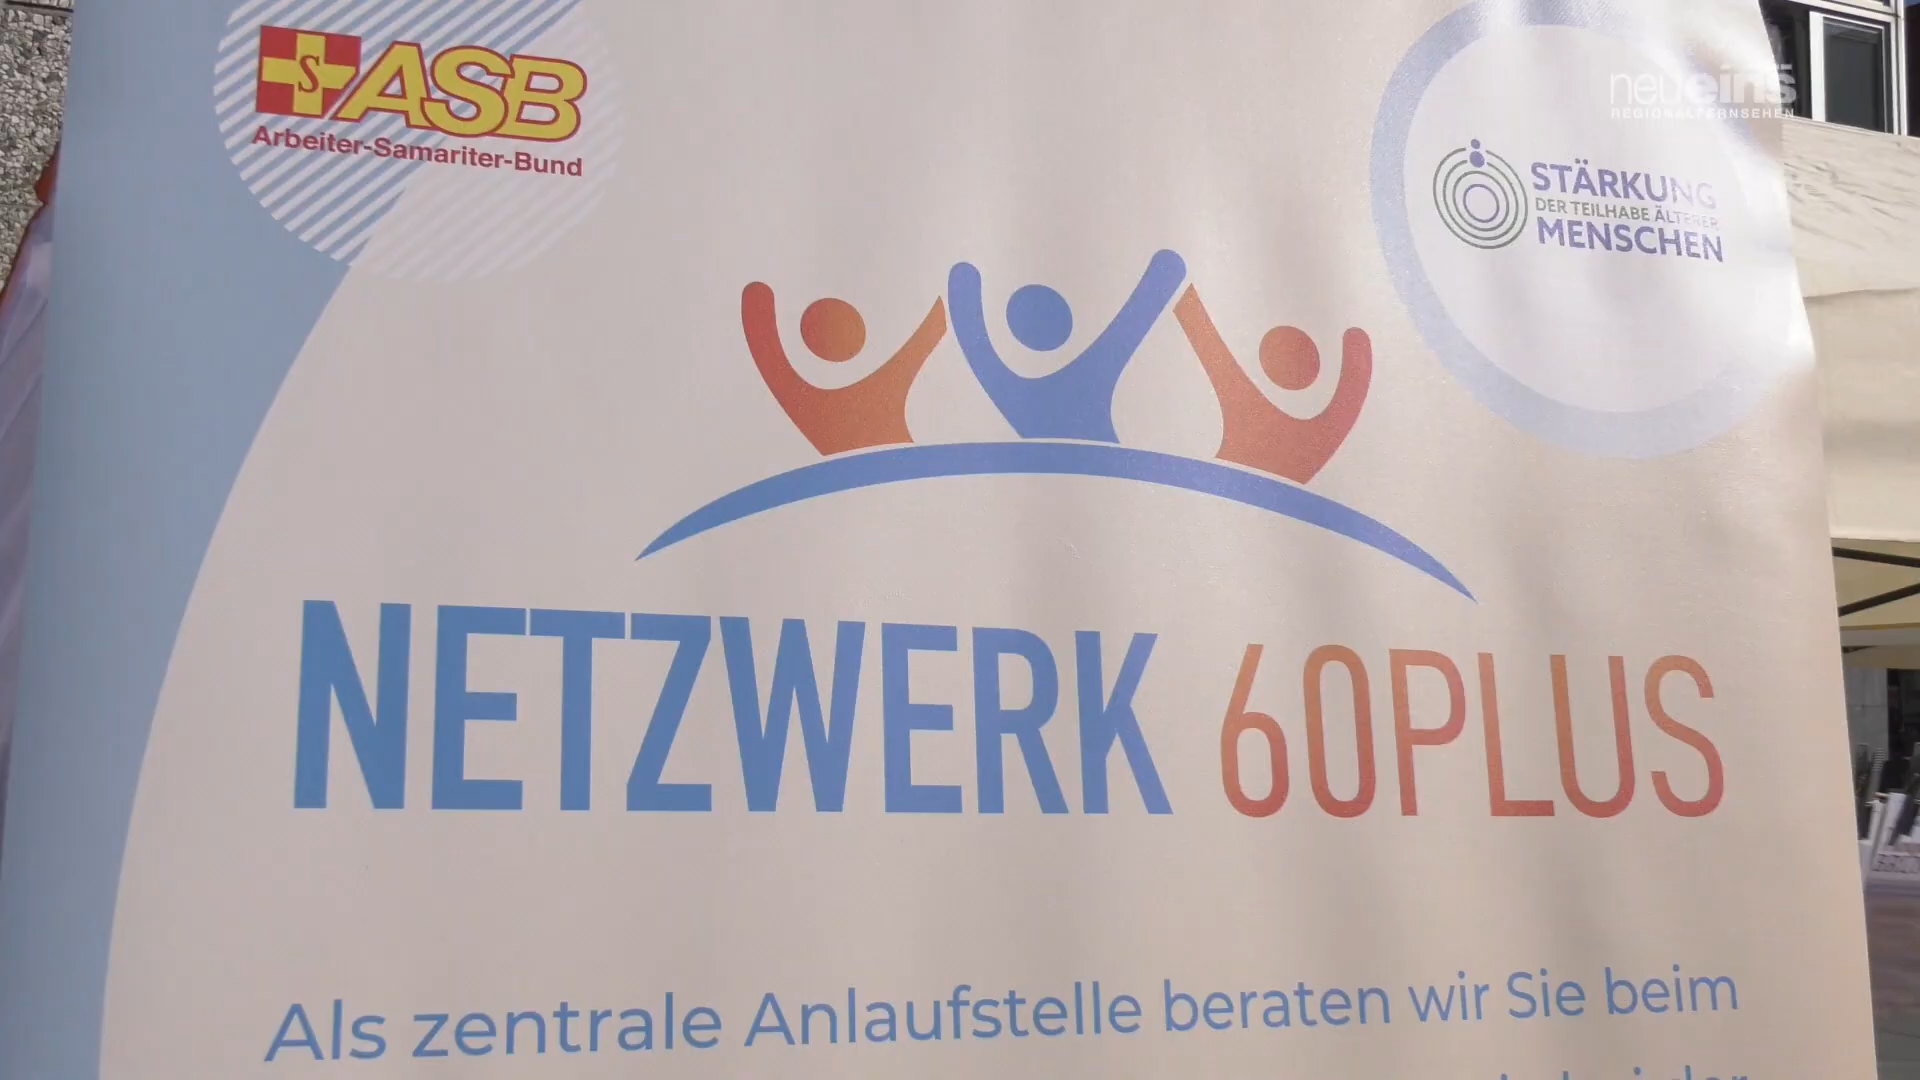 ASB
Arbeiter-Samariter-Bund
neueins
REGIONALFERNSEHEN
STÄRKUNG
DER TEILHABE ÄLTERER
MENSCHEN
NETZWERK 60PLUS
Als zentrale Anlaufstelle beraten wir Sie beim